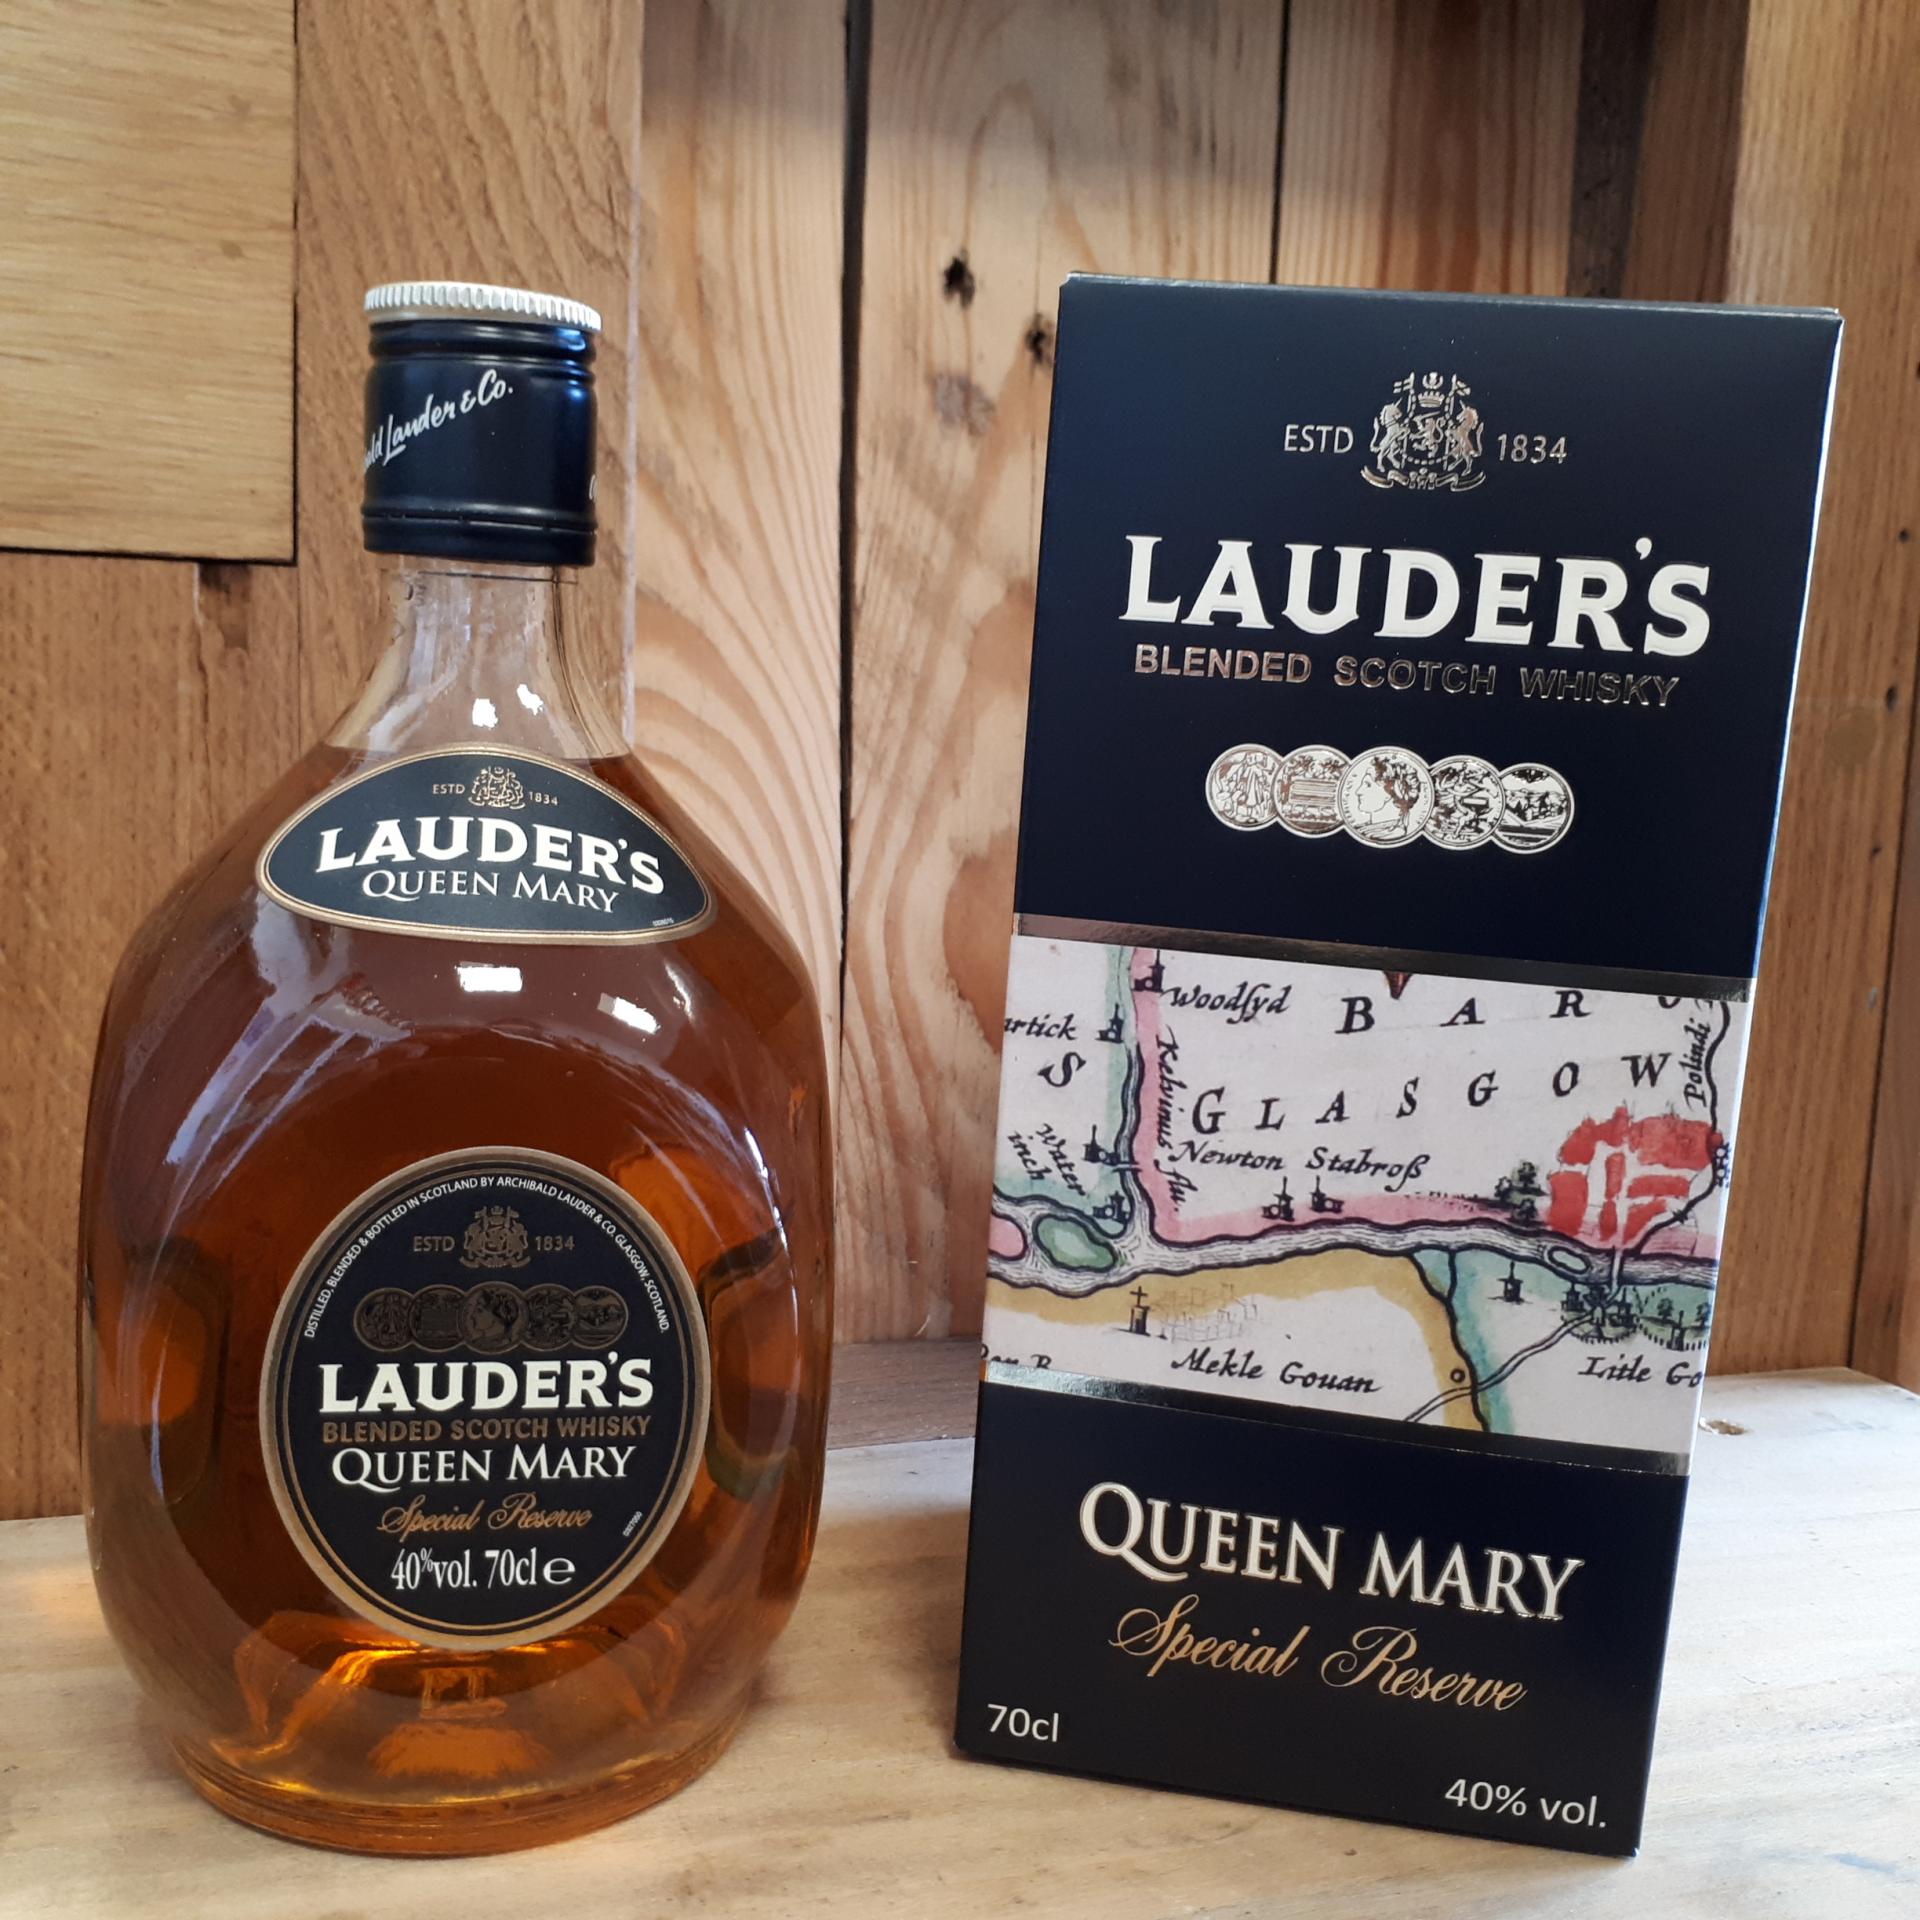 Lauder & Co.
ESTD 1834
LAUDER'S
QUEEN MARY
DISTILLED, BLENDED & BOTTLED IN SCOTLAND BY ARCHIBALD LAUDER & CO. GLASGOW, SCOTLAND.
ESTD 1834
LAUDER'S
BLENDED SCOTCH WHISKY
QUEEN MARY
Special Reserve
40%vol. 70cl e
ESTD 1834
LAUDER'S
BLENDED SCOTCH WHISKY
Woodſyd
B A R O
artick
S
Kelvinus flu.
Polindi
G L A S G O W
Water
inch
Newton Stabroß
Mekle Gouan
Litle Go
QUEEN MARY
Special Reserve
70cl
40% vol.